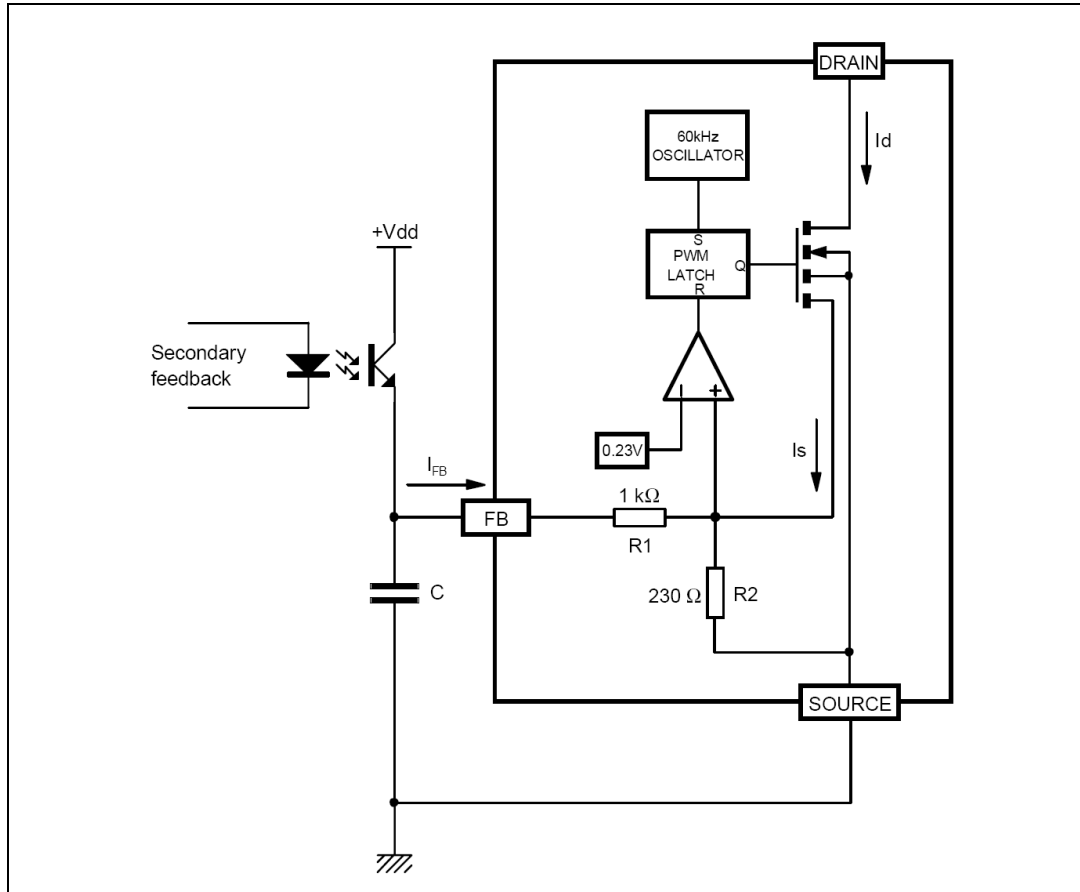 DRAIN
60kHz
OSCILLATOR
Id
+Vdd
S
PWM
LATCH
Q
R
Secondary
feedback
- +
0.23V
Is
I_FB
1 kΩ
FB
R1
C
230 Ω
R2
SOURCE